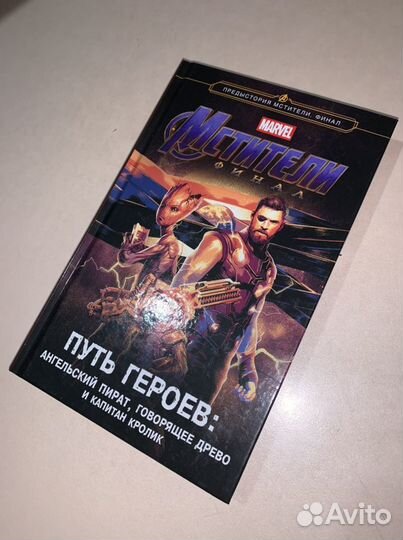 ПРЕДЫСТОРИЯ МСТИТЕЛИ. ФИНАЛ
MARVEL
МСТИТЕЛИ
ФИНАЛ
ПУТЬ ГЕРОЕВ:
АНГЕЛЬСКИЙ ПИРАТ, ГОВОРЯЩЕЕ ДРЕВО
И КАПИТАН КРОЛИК
Avito